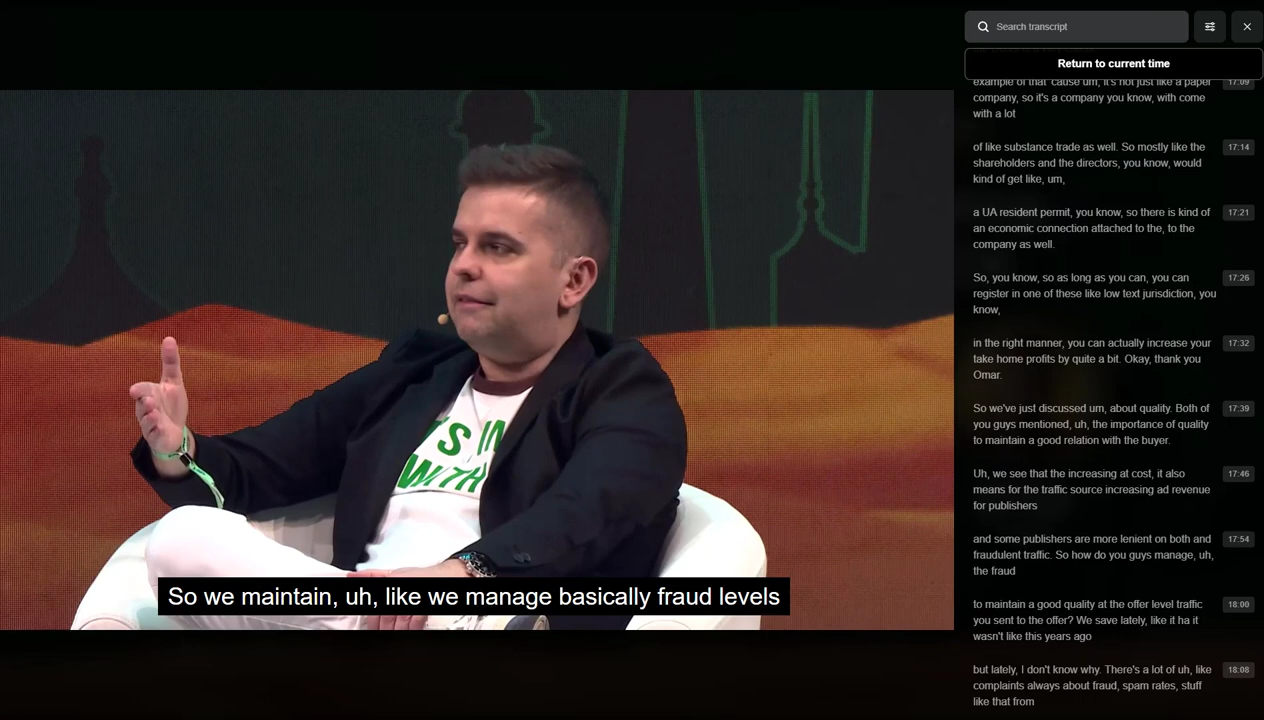 Search transcript
Return to current time
example of that 'cause um, it's not just like a paper
17:09
company, so it's a company you know, with come
with a lot
of like substance trade as well. So mostly like the
17:14
shareholders and the directors, you know, would
kind of get like, um,
a UA resident permit, you know, so there is kind of
17:21
an economic connection attached to the, to the
company as well.
So, you know, so as long as you can, you can
17:26
register in one of these like low text jurisdiction, you
know,
in the right manner, you can actually increase your
17:32
take home profits by quite a bit. Okay, thank you
Omar.
So we've just discussed um, about quality. Both of
17:39
you guys mentioned, uh, the importance of quality
to maintain a good relation with the buyer.
Uh, we see that the increasing at cost, it also
17:46
means for the traffic source increasing ad revenue
for publishers
and some publishers are more lenient on both and
17:54
fraudulent traffic. So how do you guys manage, uh,
the fraud
to maintain a good quality at the offer level traffic
18:00
you sent to the offer? We save lately, like it ha it
wasn't like this years ago
but lately, I don't know why. There's a lot of uh, like
18:08
complaints always about fraud, spam rates, stuff
like that from
'S IN
WITH
So we maintain, uh, like we manage basically fraud levels